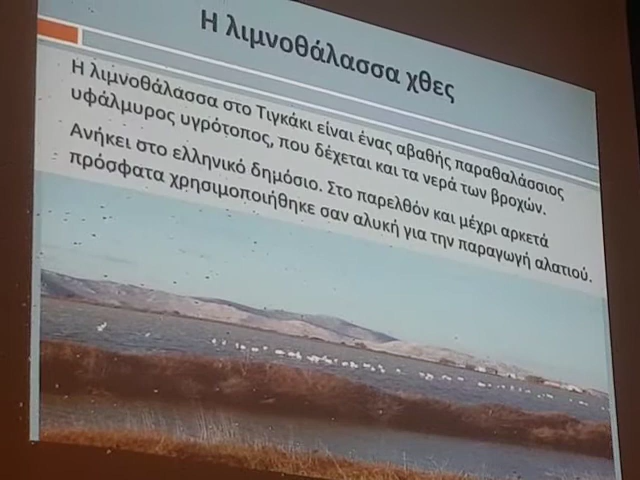 Η λιμνοθάλασσα χθες
Η λιμνοθάλασσα στο Τιγκάκι είναι ένας αβαθής παραθαλάσσιος
υφάλμυρος υγρότοπος, που δέχεται και τα νερά των βροχών.
Ανήκει στο ελληνικό δημόσιο. Στο παρελθόν και μέχρι αρκετά
πρόσφατα χρησιμοποιήθηκε σαν αλυκή για την παραγωγή αλατιού.